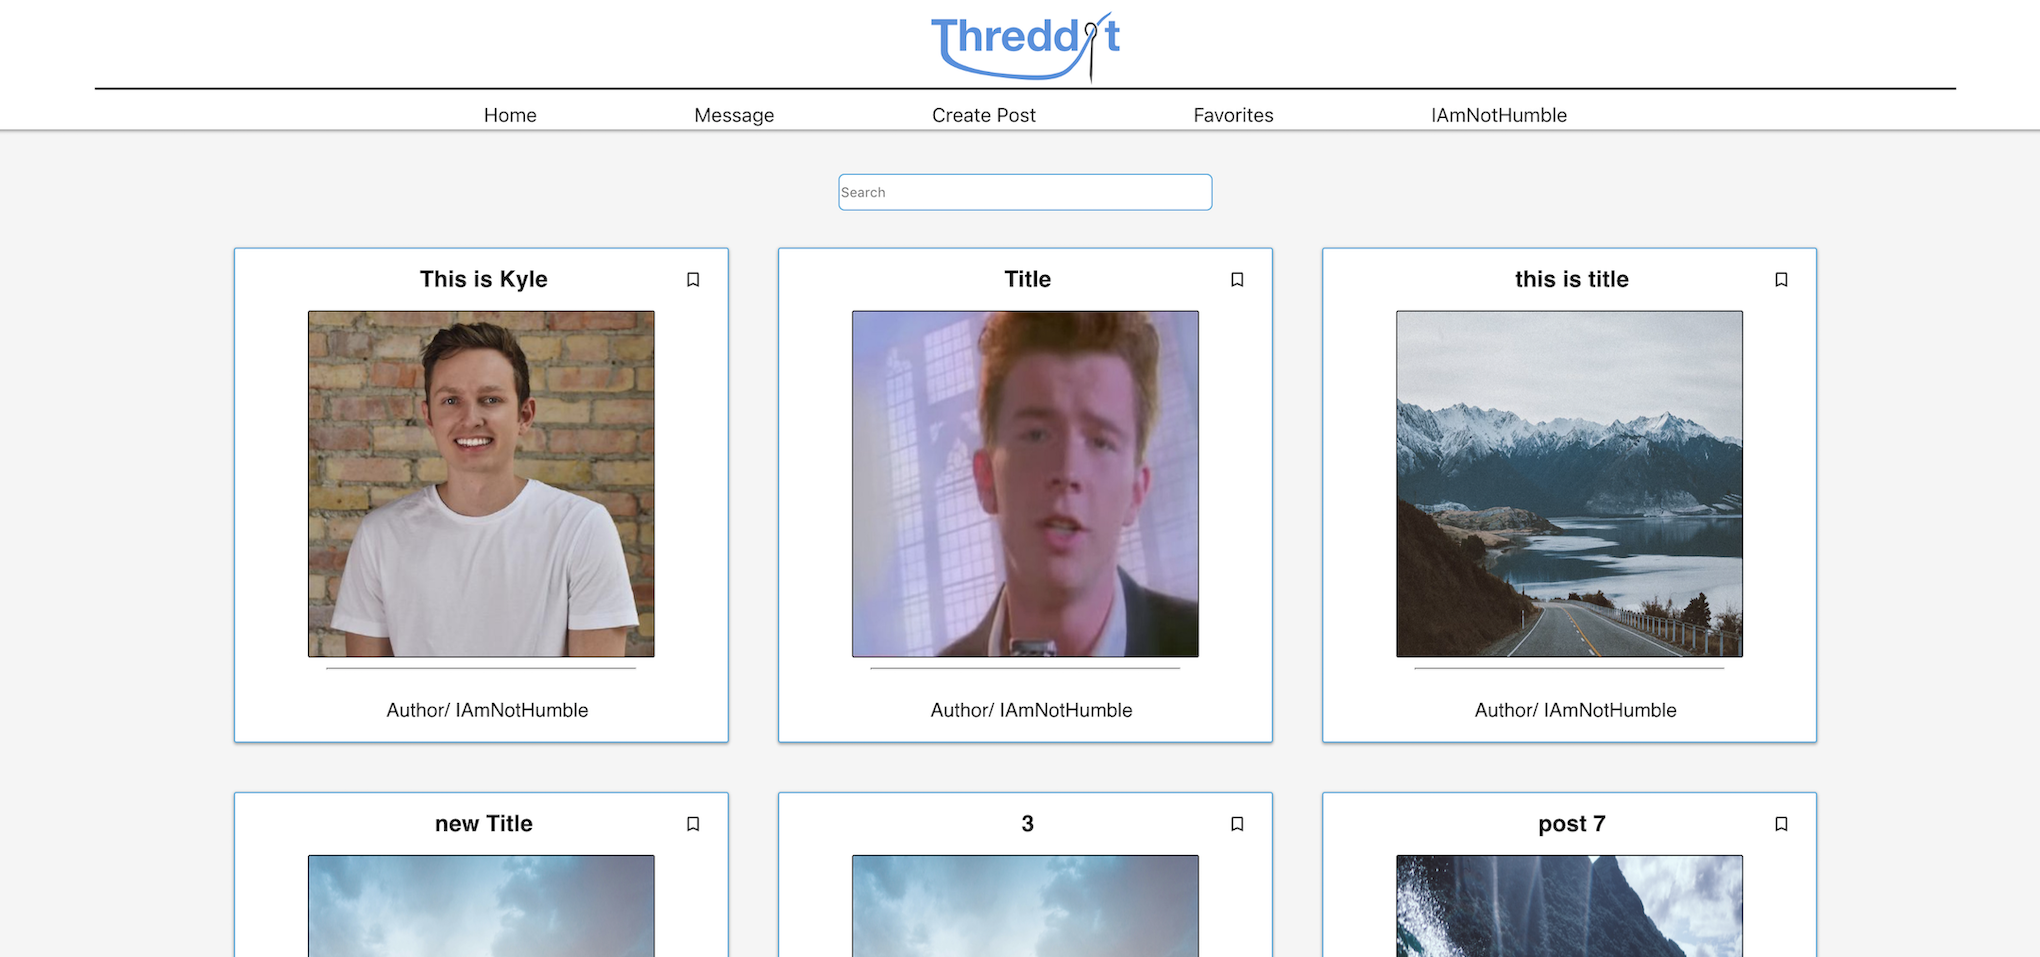 Threddit
Home Message Create Post Favorites IAmNotHumble
Search
This is Kyle
Title
this is title
Author/ IAmNotHumble
Author/ IAmNotHumble
Author/ IAmNotHumble
new Title
3
post 7